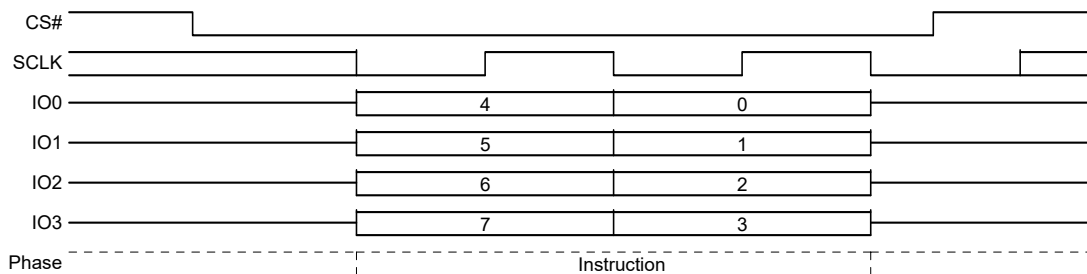 CS#
SCLK
IO0 4 0
IO1 5 1
IO2 6 2
IO3 7 3
Phase Instruction